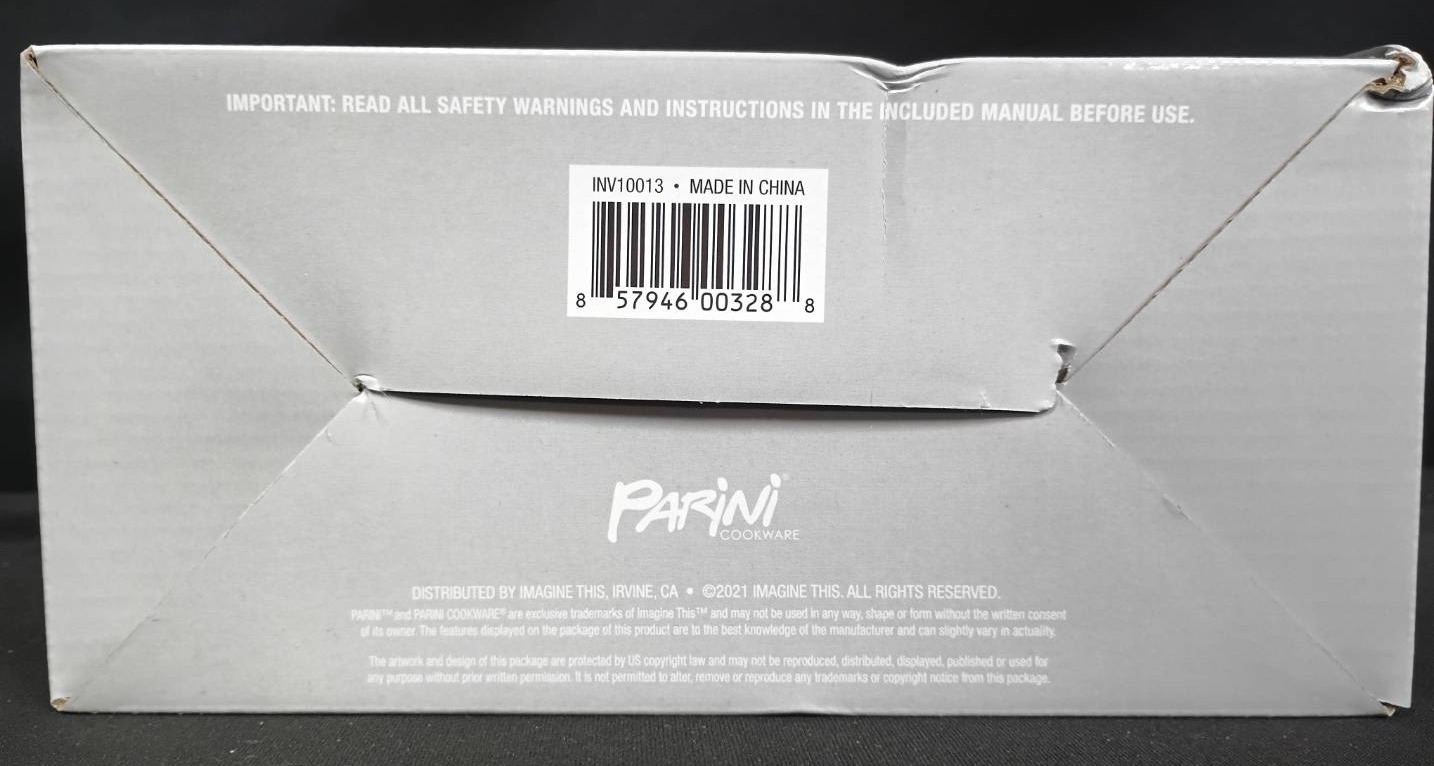 IMPORTANT: READ ALL SAFETY WARNINGS AND INSTRUCTIONS IN THE INCLUDED MANUAL BEFORE USE.
INV10013 • MADE IN CHINA
8 57946 00328 8
PARINI®
COOKWARE
DISTRIBUTED BY IMAGINE THIS, IRVINE, CA • ©2021 IMAGINE THIS. ALL RIGHTS RESERVED.
PARINI™ and PARINI COOKWARE® are exclusive trademarks of Imagine This™ and may not be used in any way, shape or form without the written consent
of its owner. The features displayed on the package of this product are to the best knowledge of the manufacturer and can slightly vary in actuality.
The artwork and design of this package are protected by US copyright law and may not be reproduced, distributed, displayed, published or used for
any purpose without prior written permission. It is not permitted to alter, remove or reproduce any trademarks or copyright notice from this package.